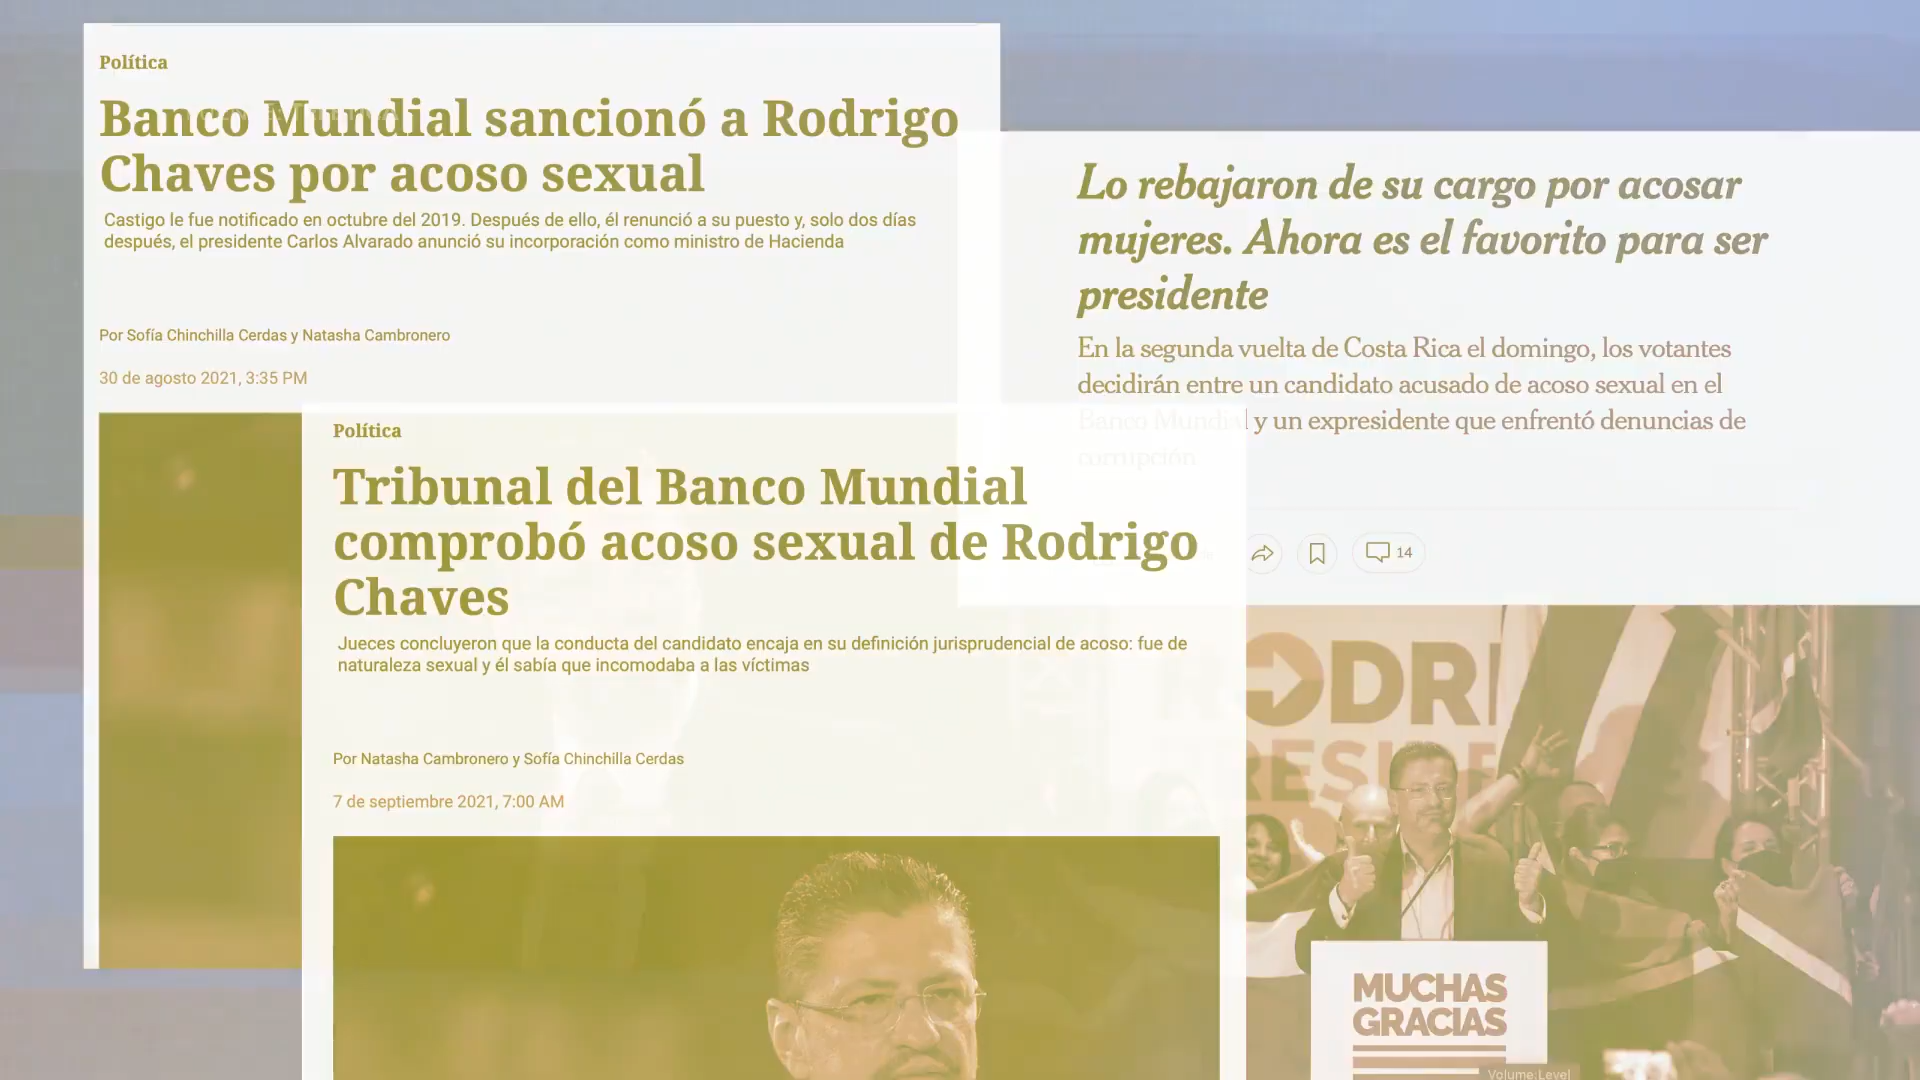 Política
Banco Mundial sancionó a Rodrigo
Chaves por acoso sexual
Castigo le fue notificado en octubre del 2019. Después de ello, él renunció a su puesto y, solo dos días
después, el presidente Carlos Alvarado anunció su incorporación como ministro de Hacienda
Por Sofía Chinchilla Cerdas y Natasha Cambronero
30 de agosto 2021, 3:35 PM
Lo rebajaron de su cargo por acosar
mujeres. Ahora es el favorito para ser
presidente
En la segunda vuelta de Costa Rica el domingo, los votantes
decidirán entre un candidato acusado de acoso sexual en el
Banco Mundial y un expresidente que enfrentó denuncias de
corrupción.
14
Política
Tribunal del Banco Mundial
comprobó acoso sexual de Rodrigo
Chaves
Jueces concluyeron que la conducta del candidato encaja en su definición jurisprudencial de acoso: fue de
naturaleza sexual y él sabía que incomodaba a las víctimas
Por Natasha Cambronero y Sofía Chinchilla Cerdas
7 de septiembre 2021, 7:00 AM
RODRI
PRESIDE
MUCHAS
GRACIAS
Volume:Level